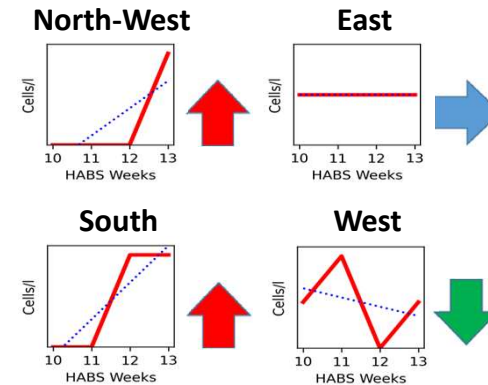 North-West
Cells/l
10 11 12 13
HABS Weeks
East
Cells/l
10 11 12 13
HABS Weeks
South
Cells/l
10 11 12 13
HABS Weeks
West
Cells/l
10 11 12 13
HABS Weeks